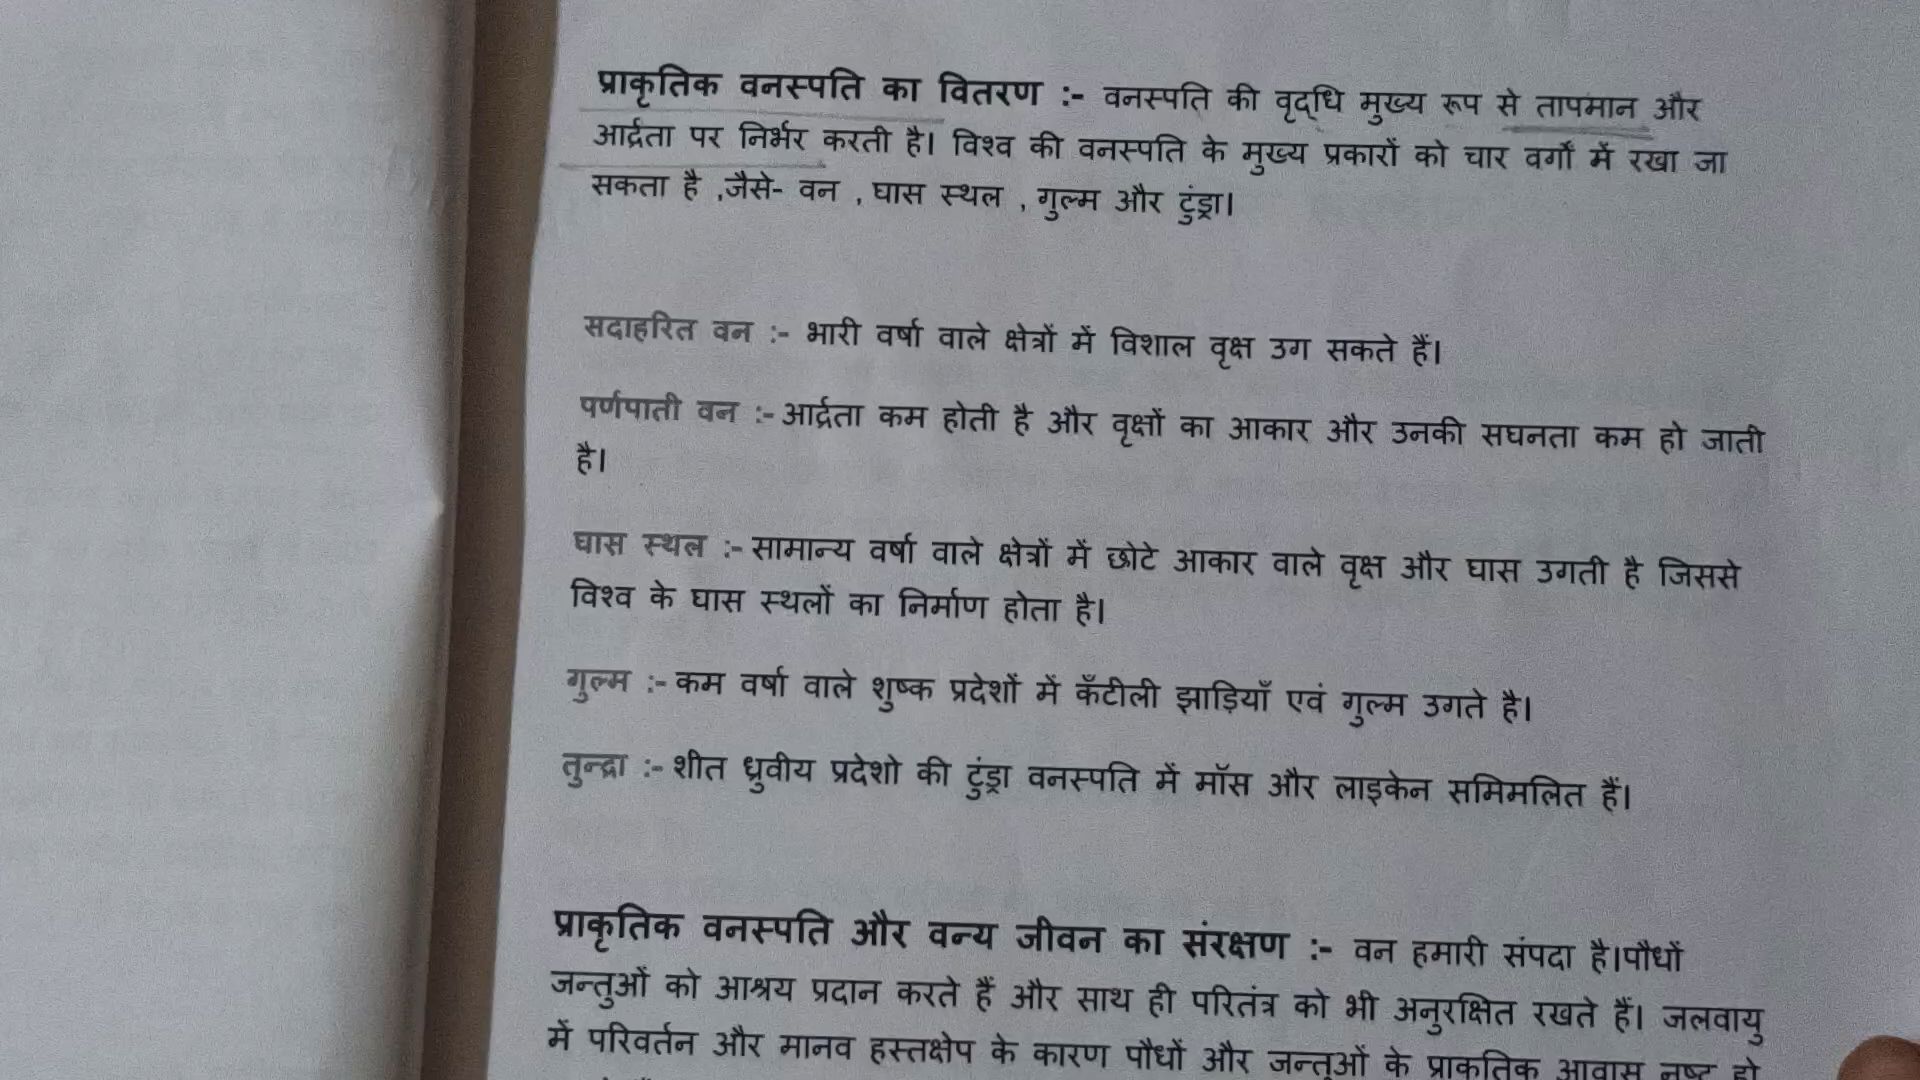 प्राकृतिक वनस्पति का वितरण :- वनस्पति की वृद्धि मुख्य रूप से तापमान और
आर्द्रता पर निर्भर करती है। विश्व की वनस्पति के मुख्य प्रकारों को चार वर्गों में रखा जा
सकता है ,जैसे- वन , घास स्थल , गुल्म और टुंड्रा।
सदाहरित वन :- भारी वर्षा वाले क्षेत्रों में विशाल वृक्ष उग सकते हैं।
पर्णपाती वन :- आर्द्रता कम होती है और वृक्षों का आकार और उनकी सघनता कम हो जाती
है।
घास स्थल :- सामान्य वर्षा वाले क्षेत्रों में छोटे आकार वाले वृक्ष और घास उगती है जिससे
विश्व के घास स्थलों का निर्माण होता है।
गुल्म :- कम वर्षा वाले शुष्क प्रदेशों में कँटीली झाड़ियाँ एवं गुल्म उगते है।
तुन्द्रा :- शीत ध्रुवीय प्रदेशो की टुंड्रा वनस्पति में मॉस और लाइकेन समिमलित हैं।
प्राकृतिक वनस्पति और वन्य जीवन का संरक्षण :- वन हमारी संपदा है।पौधों
जन्तुओं को आश्रय प्रदान करते हैं और साथ ही परितंत्र को भी अनुरक्षित रखते हैं। जलवायु
में परिवर्तन और मानव हस्तक्षेप के कारण पौधों और जन्तुओं के प्राकृतिक आवास नष्ट हो